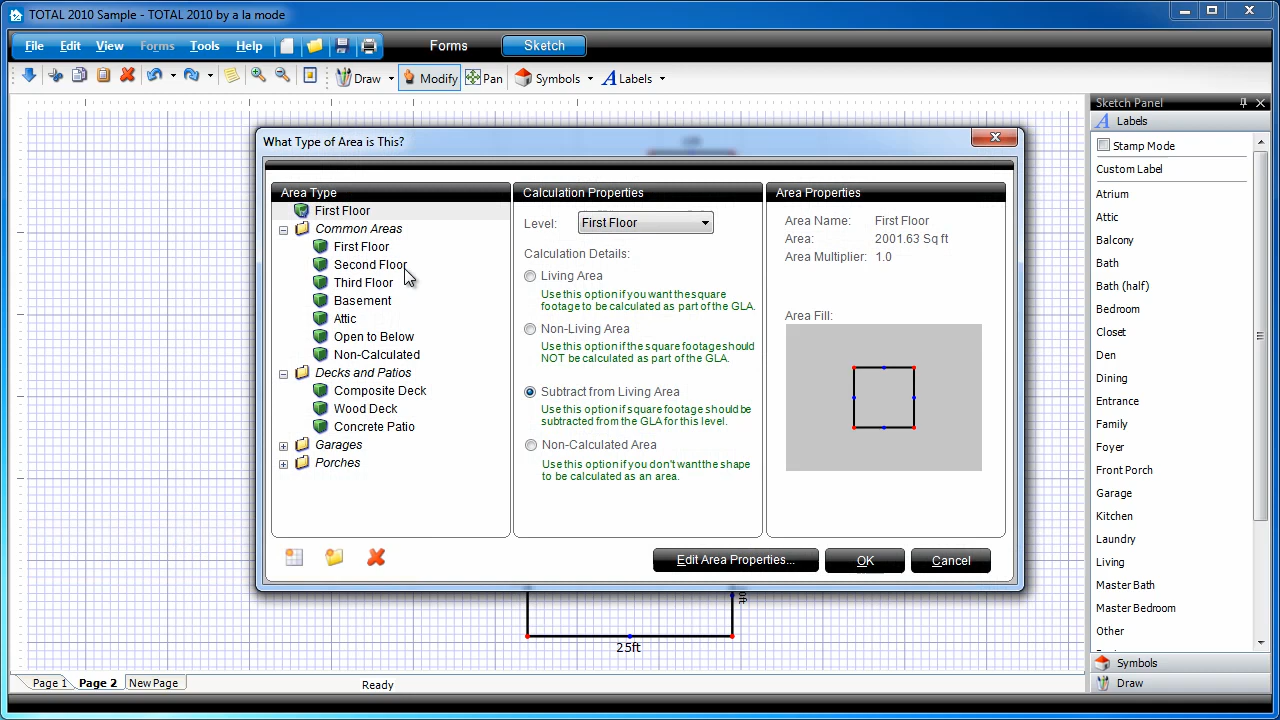 TOTAL 2010 Sample - TOTAL 2010 by a la mode
File Edit View Forms Tools Help Forms Sketch
Draw Modify Pan Symbols Labels
What Type of Area is This?
Area Type
First Floor
Common Areas
First Floor
Second Floor
Third Floor
Basement
Attic
Open to Below
Non-Calculated
Decks and Patios
Composite Deck
Wood Deck
Concrete Patio
Garages
Porches
Calculation Properties
Level: First Floor
Calculation Details:
Living Area
Use this option if you want the square
footage to be calculated as part of the GLA.
Non-Living Area
Use this option if the square footage should
NOT be calculated as part of the GLA.
Subtract from Living Area
Use this option if square footage should be
subtracted from the GLA for this level.
Non-Calculated Area
Use this option if you don't want the shape
to be calculated as an area.
Area Properties
Area Name: First Floor
Area: 2001.63 Sq ft
Area Multiplier: 1.0
Area Fill:
Edit Area Properties... OK Cancel
25ft
Sketch Panel
Labels
Stamp Mode
Custom Label
Atrium
Attic
Balcony
Bath
Bath (half)
Bedroom
Closet
Den
Dining
Entrance
Family
Foyer
Front Porch
Garage
Kitchen
Laundry
Living
Master Bath
Master Bedroom
Other
Symbols
Draw
Page 1 Page 2 New Page Ready